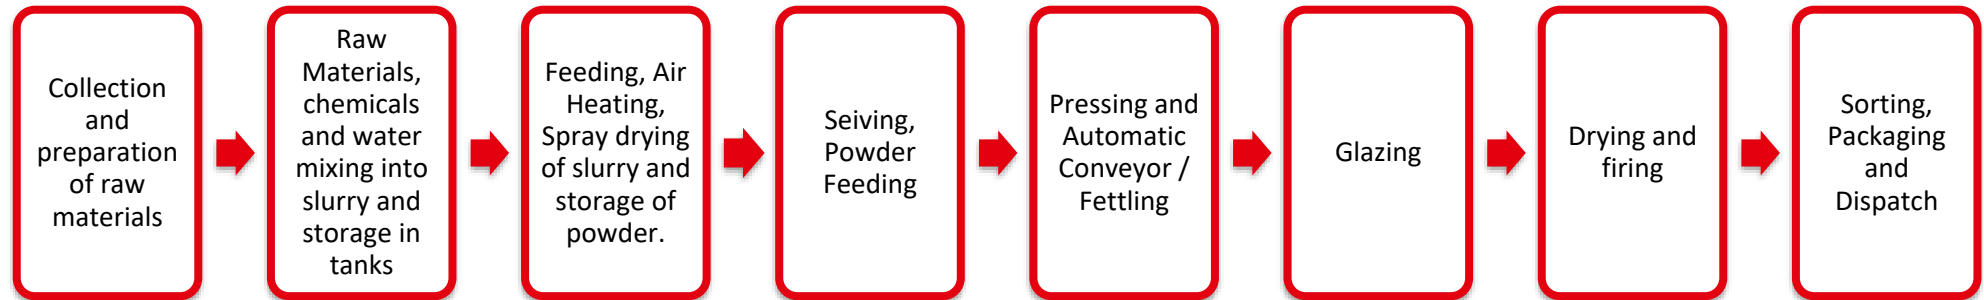 Collection
and
preparation
of raw
materials
Raw
Materials,
chemicals
and water
mixing into
slurry and
storage in
tanks
Feeding, Air
Heating,
Spray drying
of slurry and
storage of
powder.
Seiving,
Powder
Feeding
Pressing and
Automatic
Conveyor /
Fettling
Glazing
Drying and
firing
Sorting,
Packaging
and
Dispatch